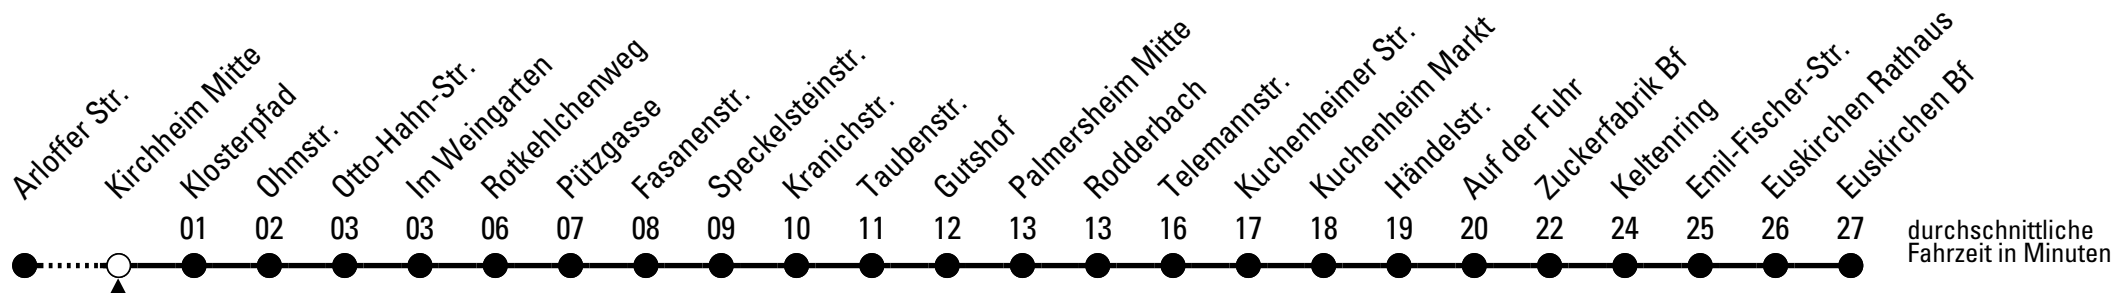 Arloffer Str.
Kirchheim Mitte
Klosterpfad
Ohmstr.
Otto-Hahn-Str.
Im Weingarten
Rotkehlchenweg
Pützgasse
Fasanenstr.
Speckelsteinstr.
Kranichstr.
Taubenstr.
Gutshof
Palmersheim Mitte
Rodderbach
Telemannstr.
Kuchenheimer Str.
Kuchenheim Markt
Händelstr.
Auf der Fuhr
Zuckerfabrik Bf
Keltenring
Emil-Fischer-Str.
Euskirchen Rathaus
Euskirchen Bf
01 02 03 03 06 07 08 09 10 11 12 13 13 16 17 18 19 20 22 24 25 26 27
durchschnittliche
Fahrzeit in Minuten